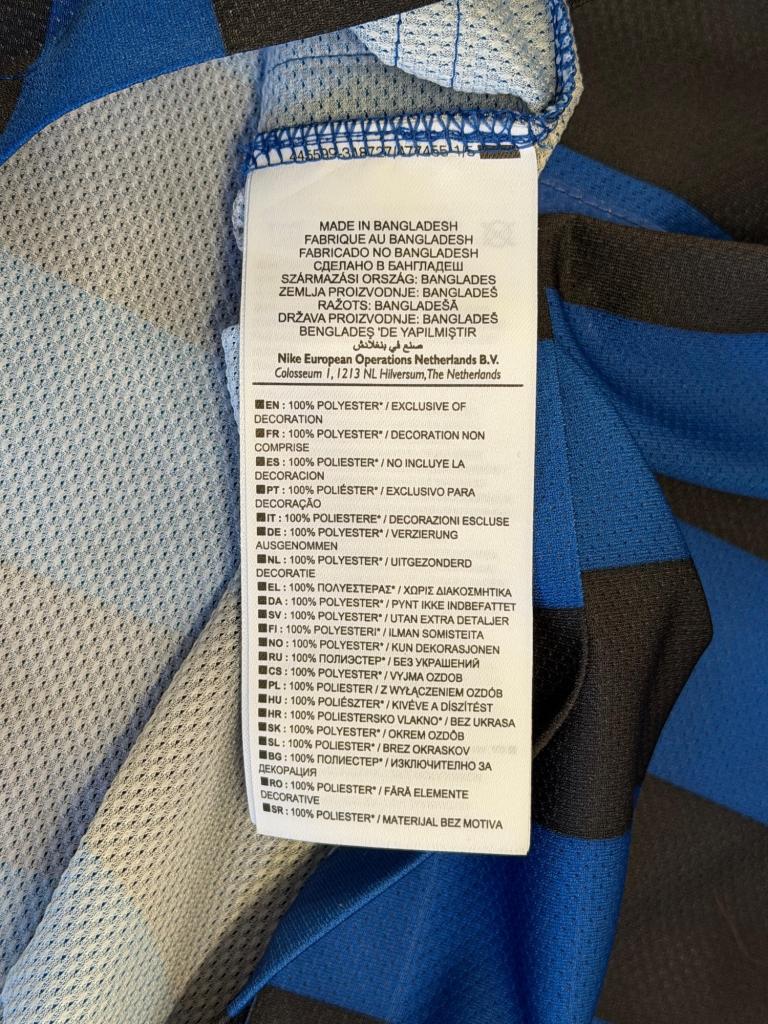 445599-318727/477455 1/5
MADE IN BANGLADESH
FABRIQUE AU BANGLADESH
FABRICADO NO BANGLADESH
СДЕЛАНО В БАНГЛАДЕШ
SZÁRMAZÁSI ORSZÁG: BANGLADES
ZEMLJA PROIZVODNJE: BANGLADEŠ
RAŽOTS: BANGLADEŠĀ
DRŽAVA PROIZVODNJE: BANGLADEŠ
BENGLADEŞ 'DE YAPILMIŞTIR
صنع في بنغلادش
Nike European Operations Netherlands B.V.
Colosseum 1, 1213 NL Hilversum, The Netherlands
EN : 100% POLYESTER* / EXCLUSIVE OF
DECORATION
FR : 100% POLYESTER* / DECORATION NON
COMPRISE
ES : 100% POLIESTER* / NO INCLUYE LA
DECORACION
PT : 100% POLIÉSTER* / EXCLUSIVO PARA
DECORAÇÃO
IT : 100% POLIESTERE* / DECORAZIONI ESCLUSE
DE : 100% POLYESTER* / VERZIERUNG
AUSGENOMMEN
NL : 100% POLYESTER* / UITGEZONDERD
DECORATIE
EL : 100% ΠΟΛΥΕΣΤΕΡΑΣ* / ΧΩΡΙΣ ΔΙΑΚΟΣΜΗΤΙΚΑ
DA : 100% POLYESTER* / PYNT IKKE INDBEFATTET
SV : 100% POLYESTER* / UTAN EXTRA DETALJER
FI : 100% POLYESTERI* / ILMAN SOMISTEITA
NO : 100% POLYESTER* / KUN DEKORASJONEN
RU : 100% ПОЛИЭСТЕР* / БЕЗ УКРАШЕНИЙ
CS : 100% POLYESTER* / VYJMA OZDOB
PL : 100% POLIESTER / Z WYŁĄCZENIEM OZDÓB
HU : 100% POLIÉSZTER* / KIVÉVE A DÍSZÍTÉST
HR : 100% POLIESTERSKO VLAKNO* / BEZ UKRASA
SK : 100% POLYESTER* / OKREM OZDÔB
SL : 100% POLIESTER* / BREZ OKRASKOV
BG : 100% ПОЛИЕСТЕР* / ИЗКЛЮЧИТЕЛНО ЗА
ДЕКОРАЦИЯ
RO : 100% POLIESTER* / FĂRĂ ELEMENTE
DECORATIVE
SR : 100% POLIESTER* / MATERIJAL BEZ MOTIVA